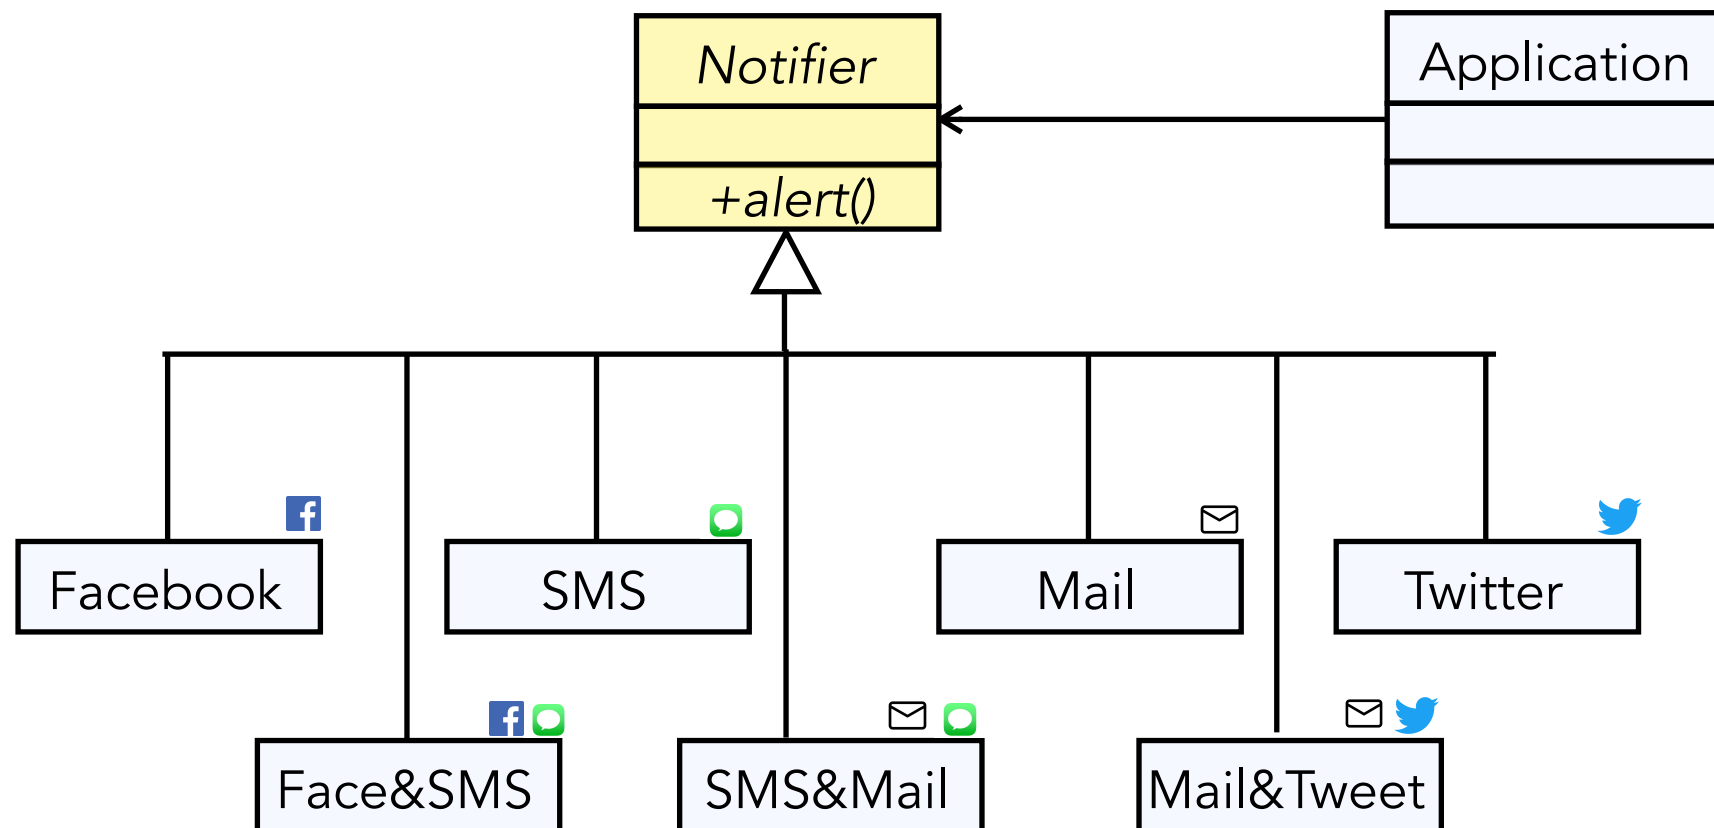 Notifier
Application
+alert()
Facebook
SMS
Mail
Twitter
Face&SMS
SMS&Mail
Mail&Tweet